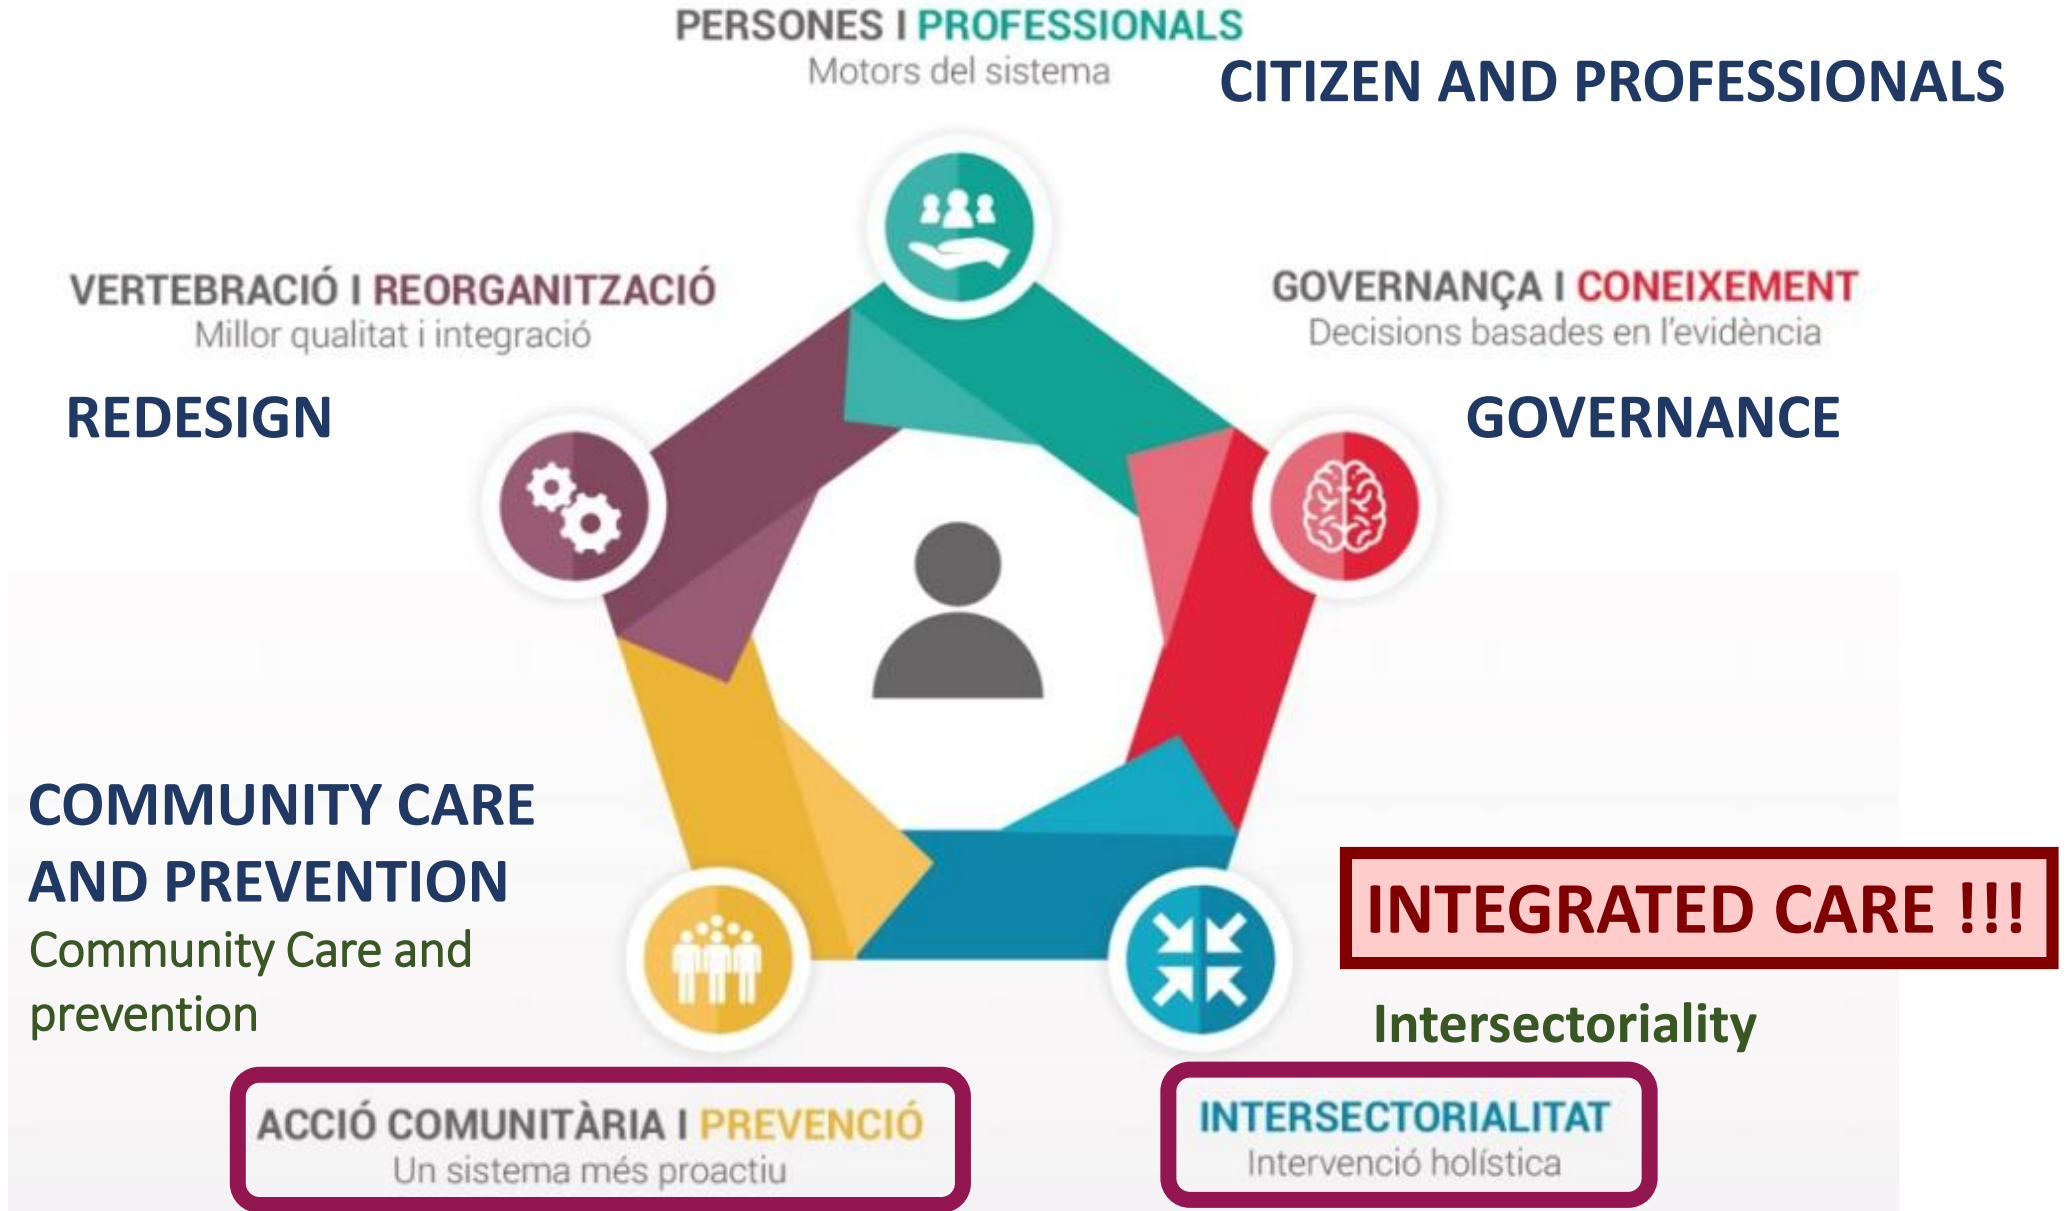 PERSONES I PROFESSIONALS
Motors del sistema
CITIZEN AND PROFESSIONALS
VERTEBRACIÓ I REORGANITZACIÓ
Millor qualitat i integració
REDESIGN
GOVERNANÇA I CONEIXEMENT
Decisions basades en l'evidència
GOVERNANCE
COMMUNITY CARE
AND PREVENTION
Community Care and
prevention
INTEGRATED CARE !!!
Intersectoriality
ACCIÓ COMUNITÀRIA I PREVENCIÓ
Un sistema més proactiu
INTERSECTORIALITAT
Intervenció holística